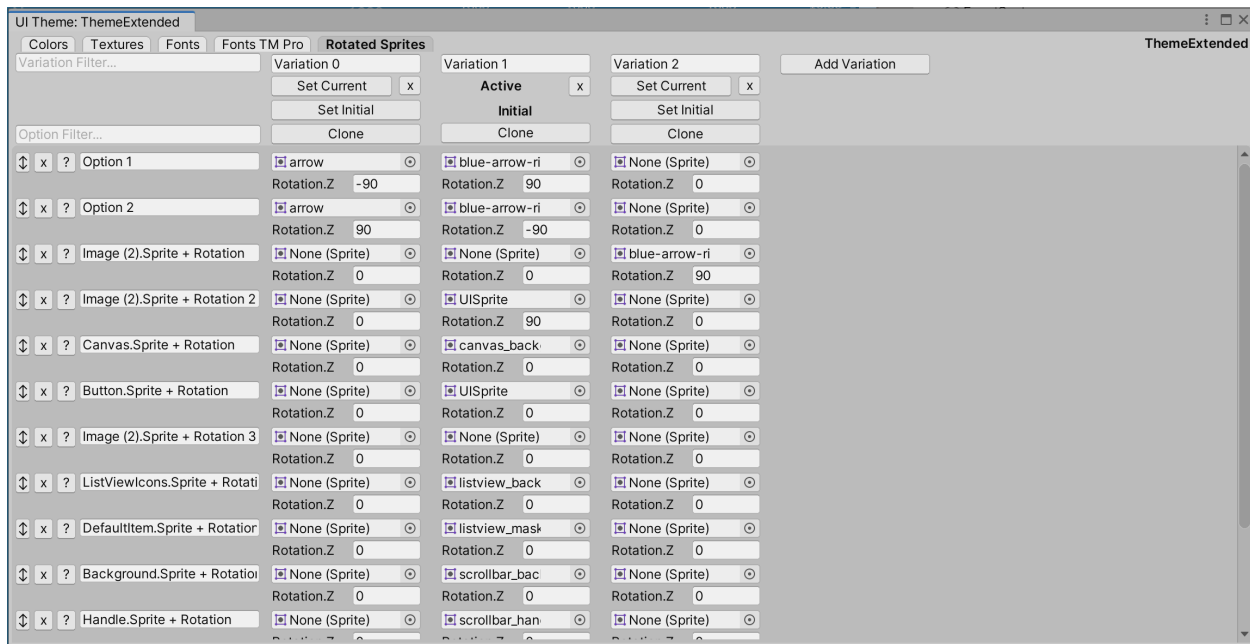 UI Theme: ThemeExtended
Colors Textures Fonts Fonts TM Pro Rotated Sprites ThemeExtended
Variation Filter... Variation 0 Variation 1 Variation 2 Add Variation
Set Current x Active x Set Current x
Set Initial Initial Set Initial
Option Filter... Clone Clone Clone
x ? Option 1 arrow blue-arrow-ri None (Sprite)
Rotation.Z -90 Rotation.Z 90 Rotation.Z 0
x ? Option 2 arrow blue-arrow-ri None (Sprite)
Rotation.Z 90 Rotation.Z -90 Rotation.Z 0
x ? Image (2).Sprite + Rotation None (Sprite) None (Sprite) blue-arrow-ri
Rotation.Z 0 Rotation.Z 0 Rotation.Z 90
x ? Image (2).Sprite + Rotation 2 None (Sprite) UISprite None (Sprite)
Rotation.Z 0 Rotation.Z 90 Rotation.Z 0
x ? Canvas.Sprite + Rotation None (Sprite) canvas_back None (Sprite)
Rotation.Z 0 Rotation.Z 0 Rotation.Z 0
x ? Button.Sprite + Rotation None (Sprite) UISprite None (Sprite)
Rotation.Z 0 Rotation.Z 0 Rotation.Z 0
x ? Image (2).Sprite + Rotation 3 None (Sprite) None (Sprite) None (Sprite)
Rotation.Z 0 Rotation.Z 0 Rotation.Z 0
x ? ListViewIcons.Sprite + Rotati None (Sprite) listview_back None (Sprite)
Rotation.Z 0 Rotation.Z 0 Rotation.Z 0
x ? DefaultItem.Sprite + Rotation None (Sprite) listview_mask None (Sprite)
Rotation.Z 0 Rotation.Z 0 Rotation.Z 0
x ? Background.Sprite + Rotation None (Sprite) scrollbar_bac None (Sprite)
Rotation.Z 0 Rotation.Z 0 Rotation.Z 0
x ? Handle.Sprite + Rotation None (Sprite) scrollbar_han None (Sprite)